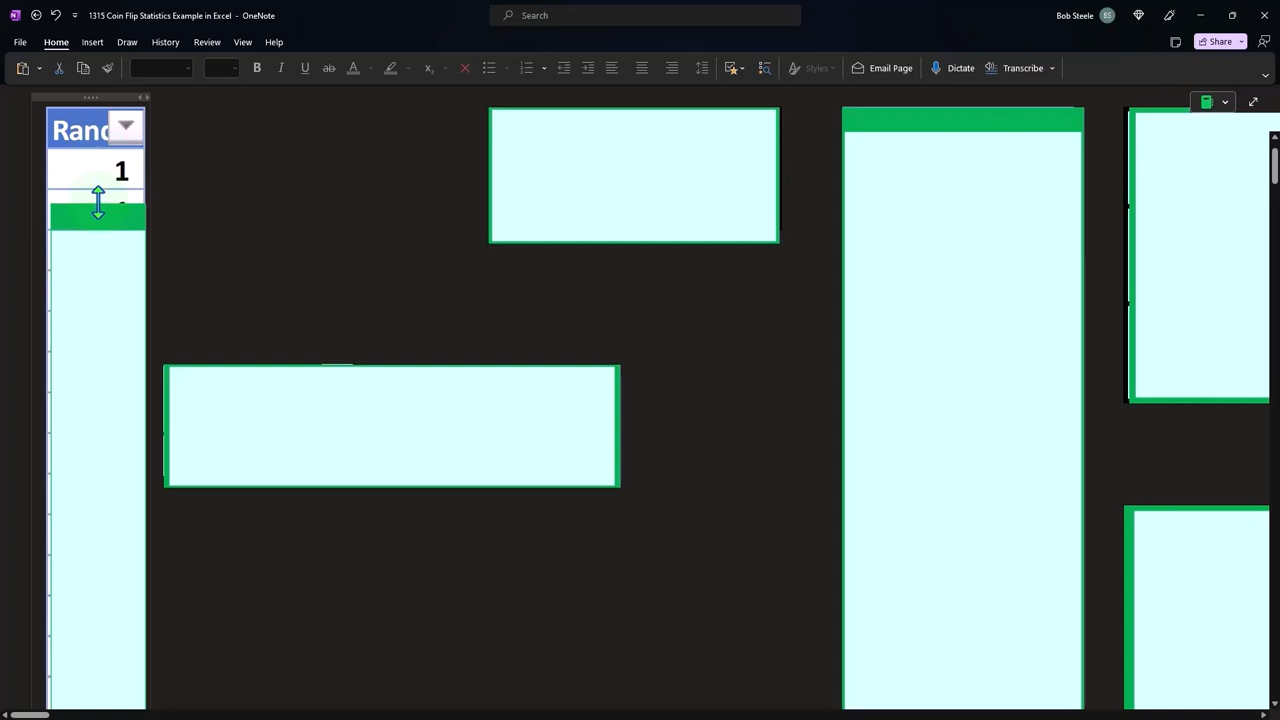 1315 Coin Flip Statistics Example in Excel - OneNote
Search
Bob Steele
BS
File
Home
Insert
Draw
History
Review
View
Help
Share
B
I
U
ab
A
Styles
Email Page
Dictate
Transcribe
1